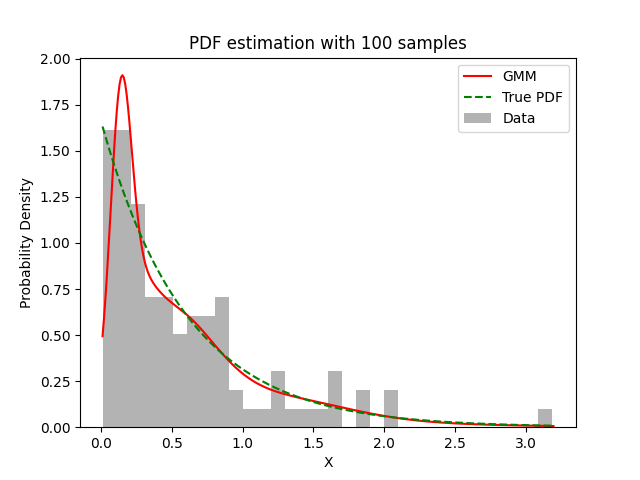 PDF estimation with 100 samples
GMM
True PDF
Data
2.00
1.75
1.50
1.25
1.00
0.75
0.50
0.25
0.00
Probability Density
0.0 0.5 1.0 1.5 2.0 2.5 3.0
X